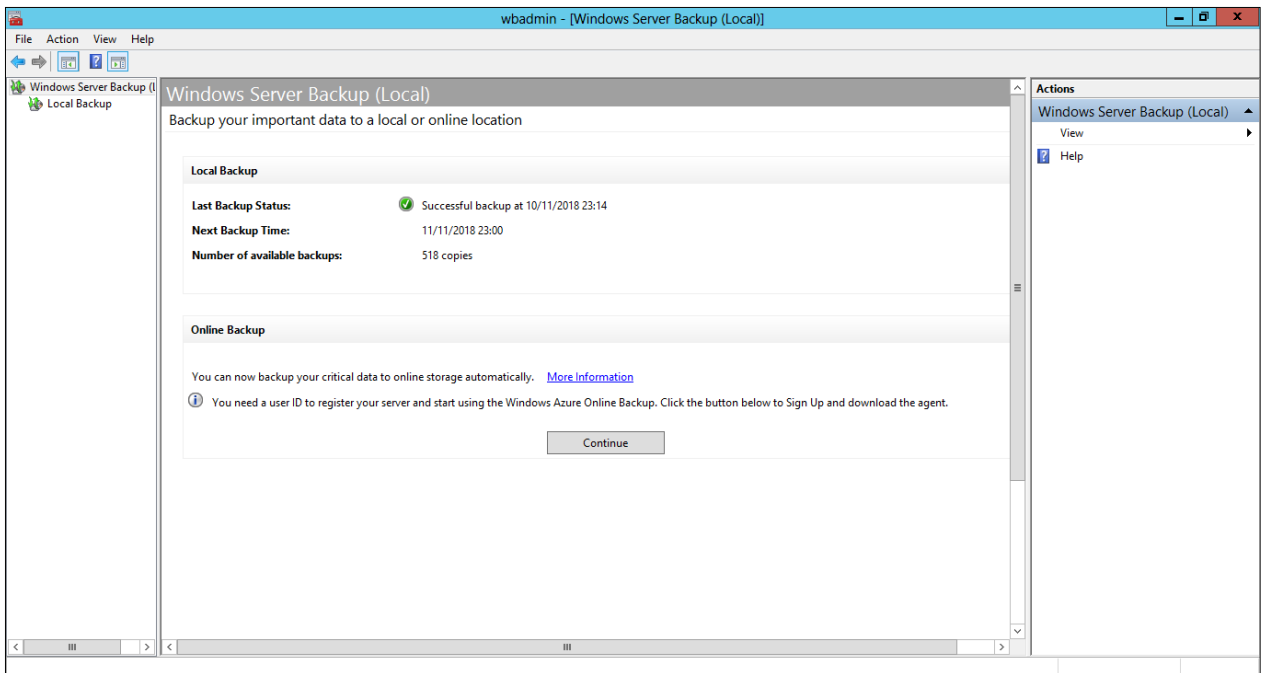 wbadmin - [Windows Server Backup (Local)]
File Action View Help
Windows Server Backup (L
Local Backup
Windows Server Backup (Local)
Backup your important data to a local or online location
Local Backup
Last Backup Status: Successful backup at 10/11/2018 23:14
Next Backup Time: 11/11/2018 23:00
Number of available backups: 518 copies
Online Backup
You can now backup your critical data to online storage automatically. More Information
You need a user ID to register your server and start using the Windows Azure Online Backup. Click the button below to Sign Up and download the agent.
Continue
Actions
Windows Server Backup (Local)
View
Help